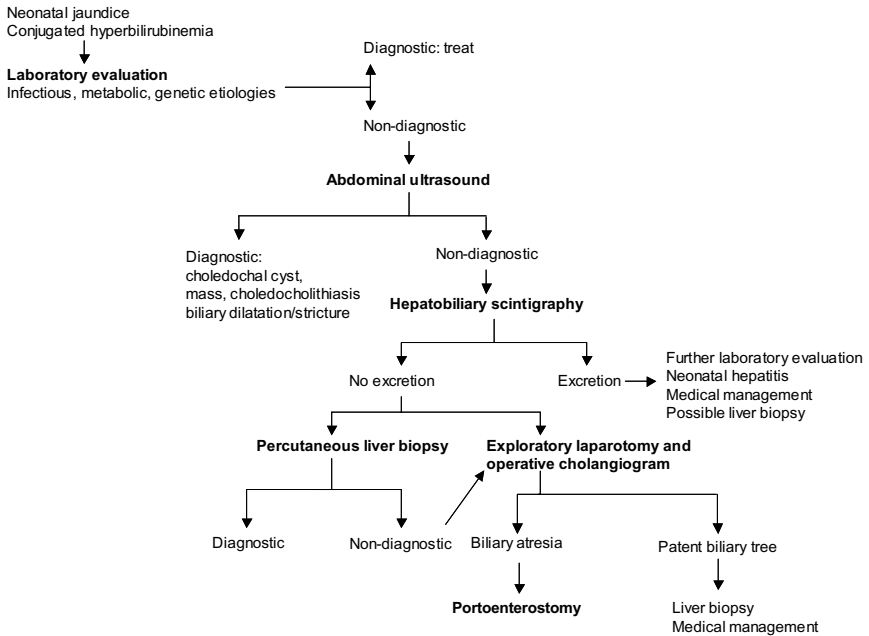 Neonatal jaundice
Conjugated hyperbilirubinemia
Laboratory evaluation
Infectious, metabolic, genetic etiologies
Diagnostic: treat
Non-diagnostic
Abdominal ultrasound
Diagnostic:
choledochal cyst,
mass, choledocholithiasis
biliary dilatation/stricture
Non-diagnostic
Hepatobiliary scintigraphy
No excretion
Excretion
Further laboratory evaluation
Neonatal hepatitis
Medical management
Possible liver biopsy
Percutaneous liver biopsy
Exploratory laparotomy and
operative cholangiogram
Diagnostic
Non-diagnostic
Biliary atresia
Patent biliary tree
Portoenterostomy
Liver biopsy
Medical management